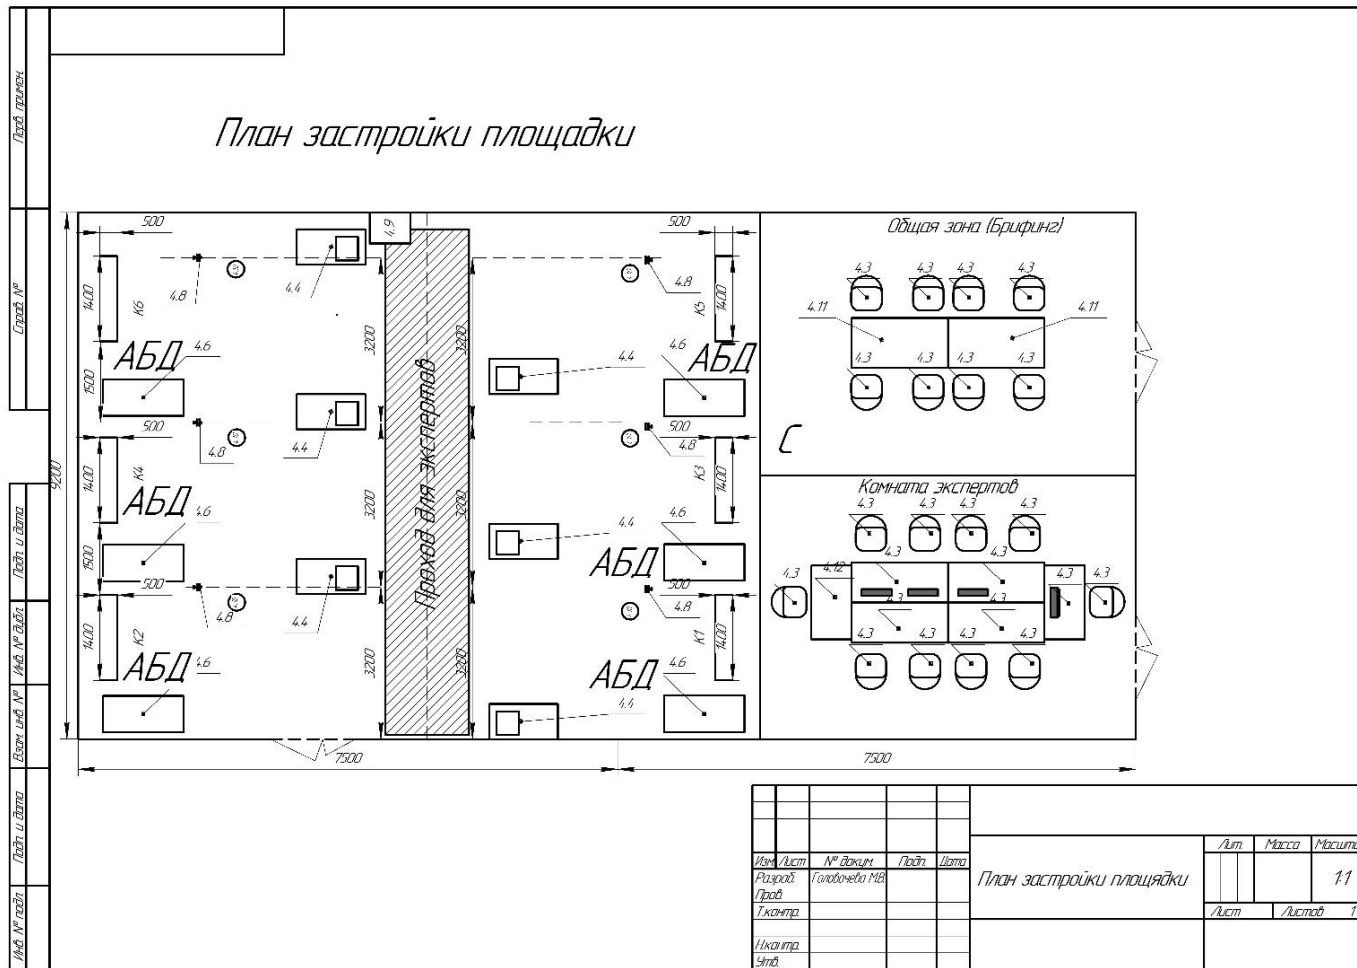 План застройки площадки
500
500
Общая зона (Брифинг)
4.9
4.3
4.3
4.3
4.3
4.8
4.4
4.8
1400
К6
К5
1400
4.11
4.11
3200
3200
АБД
4.6
4.6
АБД
4.4
4.3
4.3
4.3
4.3
1500
Проход для экспертов
500
500
4.8
4.4
4.8
С
9200
1400
К4
К3
1400
Комната экспертов
4.3
4.3
4.3
4.3
АБД
4.6
4.6
3200
3200
4.4
1500
АБД
4.3
4.3
4.3
4.12
4.3
4.3
500
500
4.8
4.4
4.8
4.3
4.3
1400
К2
К1
1400
4.3
4.3
4.3
4.3
АБД
4.6
АБД
4.6
3200
3200
4.4
7500
7500
Перв. примен.
Справ. №
Подп. и дата
Инв. № дубл.
Взам. инв. №
Подп. и дата
Инв. № подл.
Изм. Лист № докум. Подп. Дата
Разраб. Головачева М.В.
Пров.
Т.контр.
Н.контр.
Утв.
План застройки площядки
Лит. Масса
1:1
Лист Листов 1